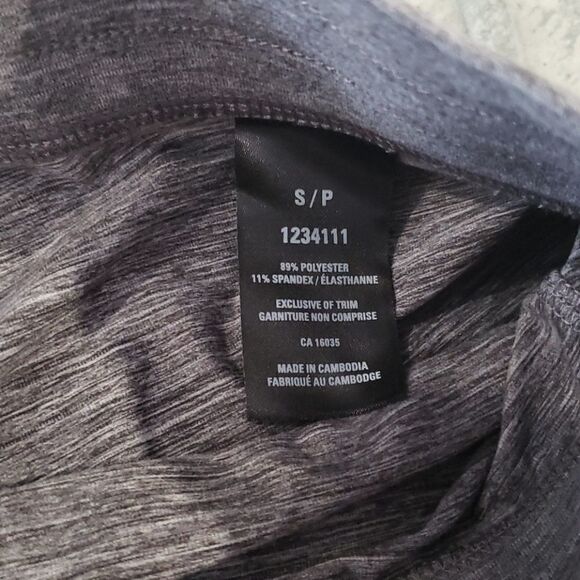 S / P
1234111
89% POLYESTER
11% SPANDEX / ÉLASTHANNE
EXCLUSIVE OF TRIM
GARNITURE NON COMPRISE
CA 16035
MADE IN CAMBODIA
FABRIQUÉ AU CAMBODGE